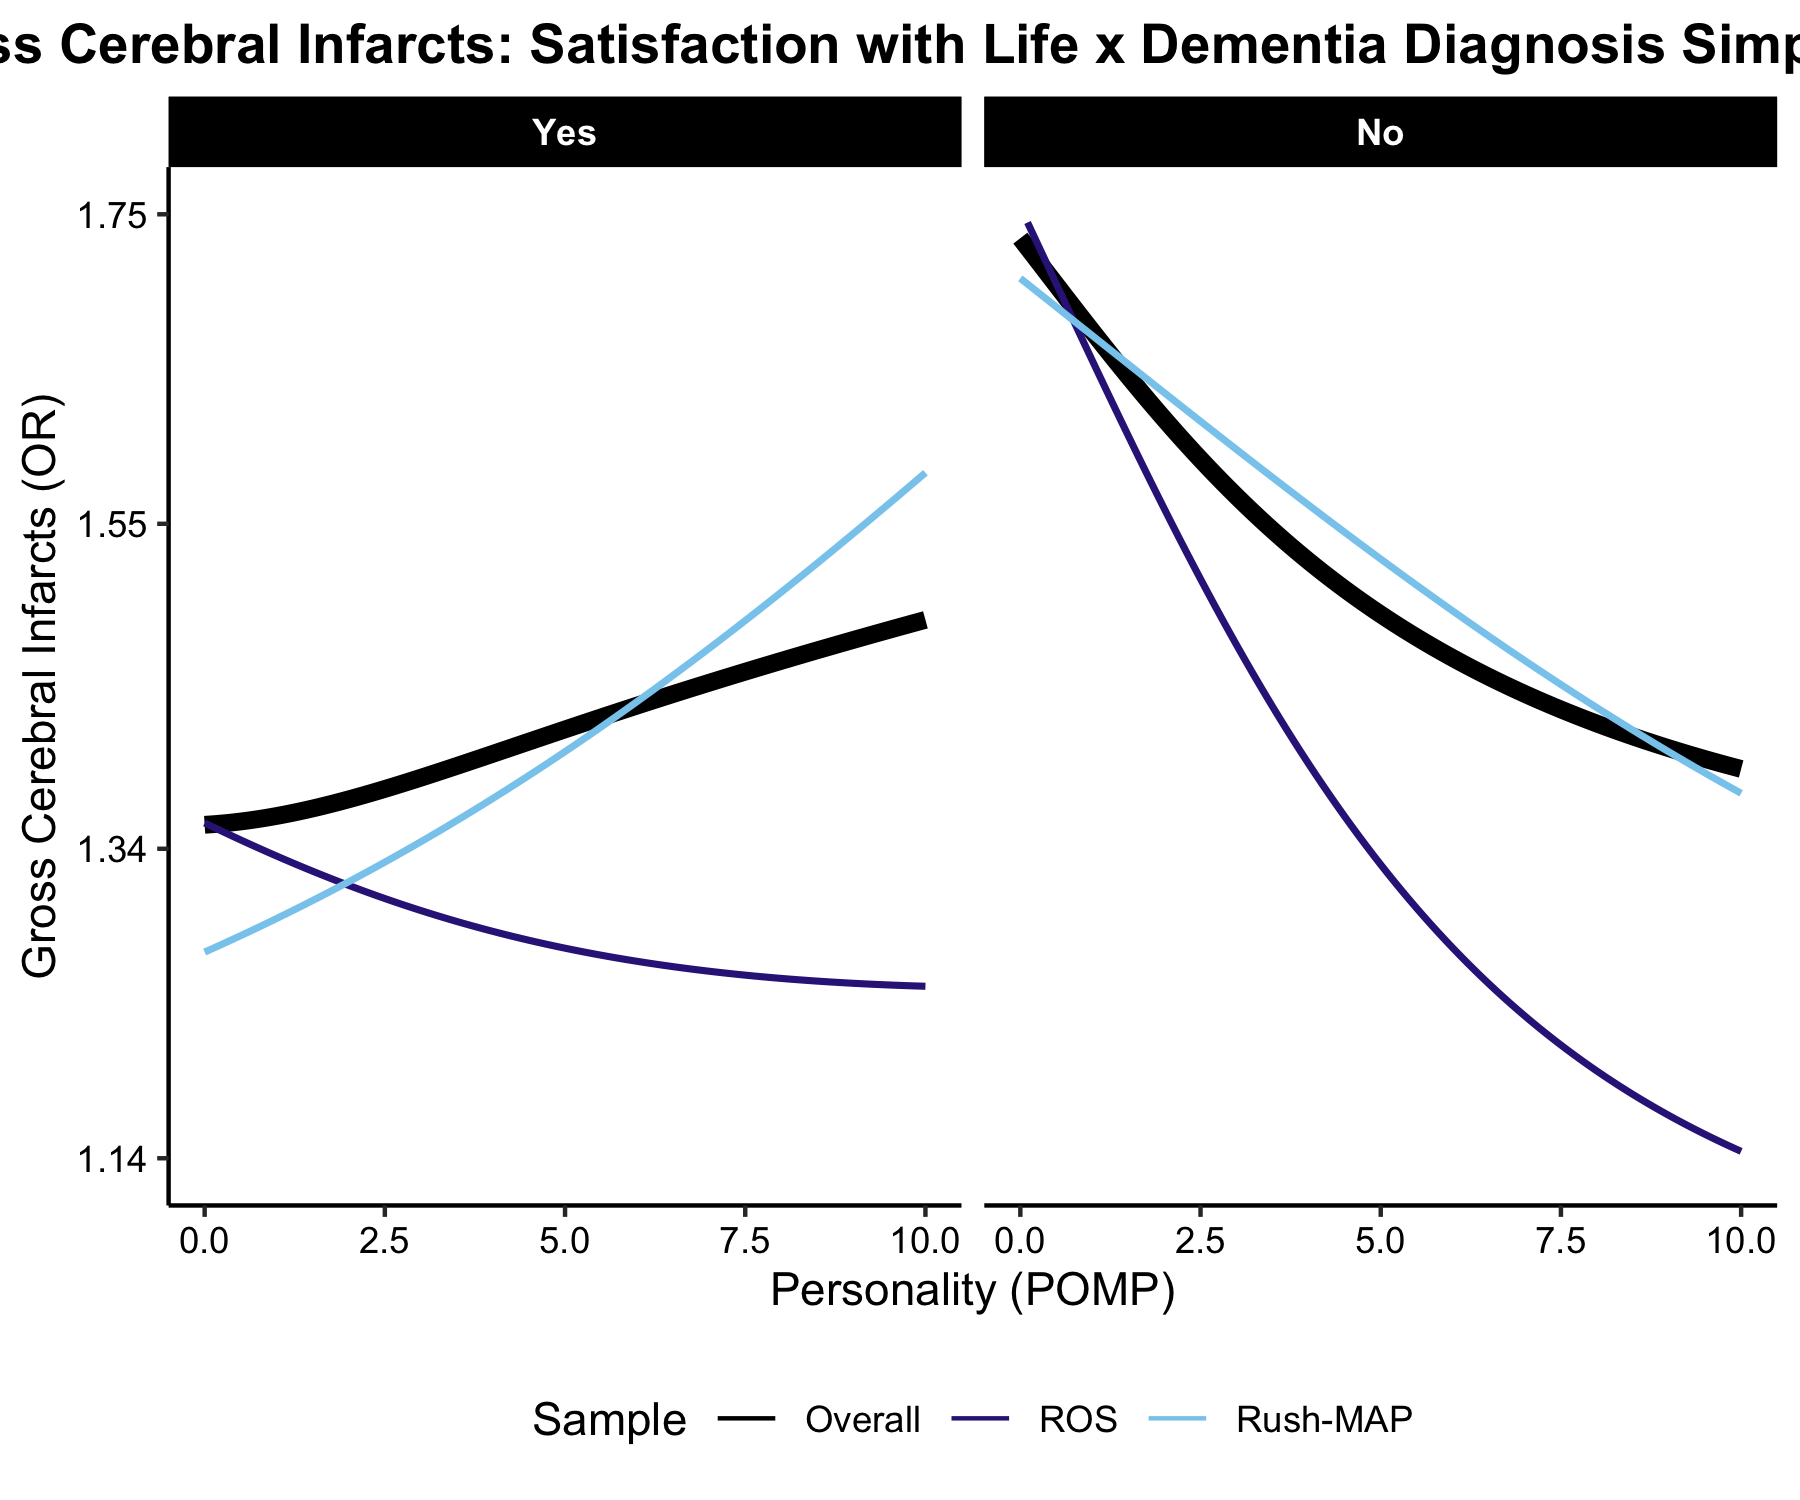 ss Cerebral Infarcts: Satisfaction with Life x Dementia Diagnosis Simp
Yes
No
Gross Cerebral Infarcts (OR)
1.75
1.55
1.34
1.14
0.0 2.5 5.0 7.5 10.0 0.0 2.5 5.0 7.5 10.0
Personality (POMP)
Sample Overall ROS Rush-MAP